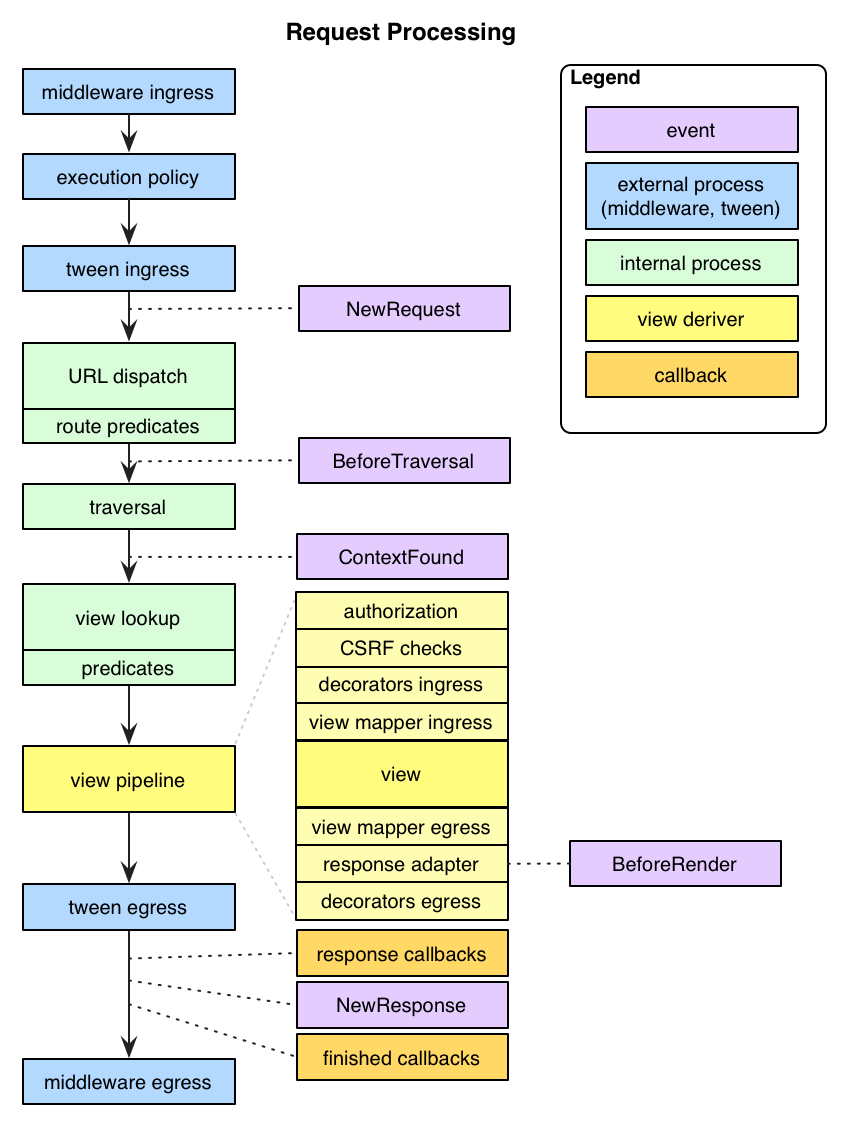 Request Processing
middleware ingress
execution policy
tween ingress
NewRequest
URL dispatch
route predicates
BeforeTraversal
traversal
ContextFound
view lookup
predicates
view pipeline
authorization
CSRF checks
decorators ingress
view mapper ingress
view
view mapper egress
response adapter
decorators egress
BeforeRender
tween egress
response callbacks
NewResponse
finished callbacks
middleware egress
Legend
event
external process
(middleware, tween)
internal process
view deriver
callback